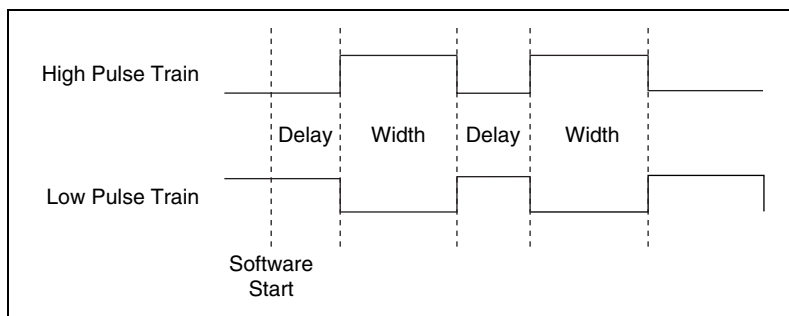 High Pulse Train
Delay Width Delay Width
Low Pulse Train
Software
Start